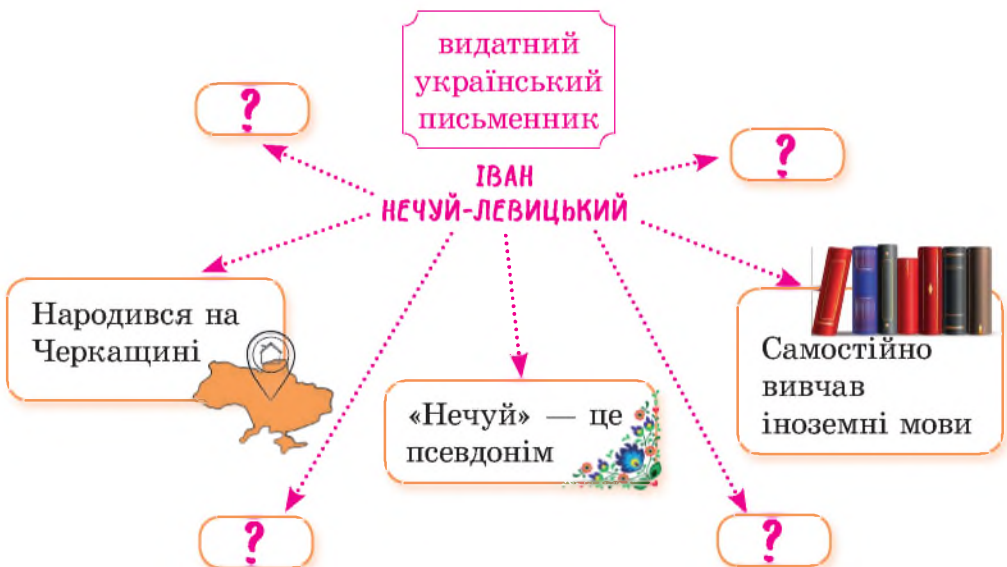 видатний
український
письменник
?
?
ІВАН
НЕЧУЙ-ЛЕВИЦЬКИЙ
Народився на
Черкащині
«Нечуй» — це
псевдонім
Самостійно
вивчав
іноземні мови
?
?